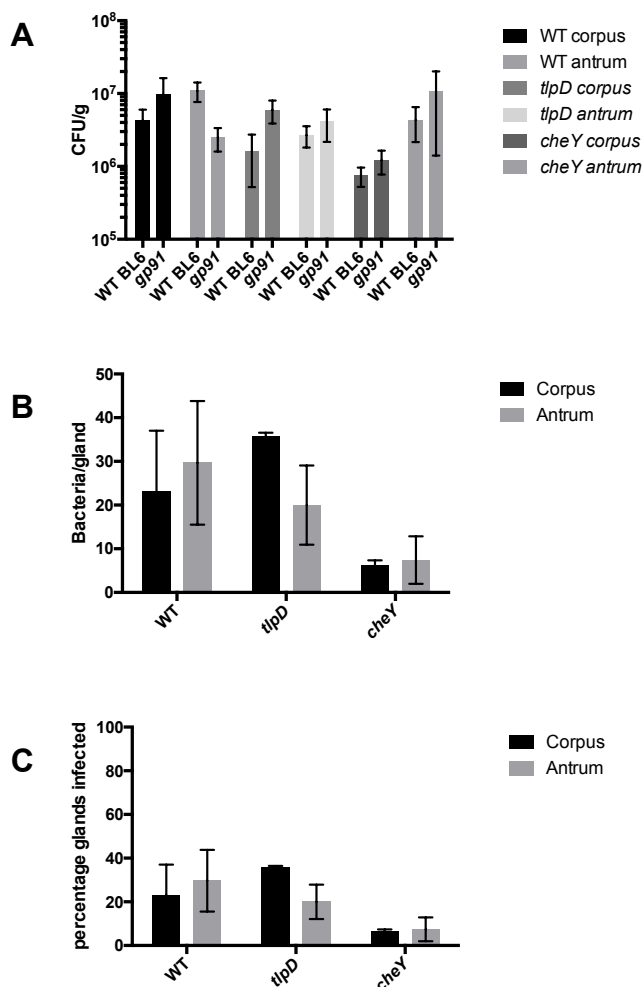 A
CFU/g
10⁸
10⁷
10⁶
10⁵
WT BL6
gp91
WT BL6
gp91
WT BL6
gp91
WT BL6
gp91
WT BL6
gp91
WT BL6
gp91
WT corpus
WT antrum
tlpD corpus
tlpD antrum
cheY corpus
cheY antrum
B
Bacteria/gland
50
40
30
20
10
0
WT
tlpD
cheY
Corpus
Antrum
C
percentage glands infected
100
80
60
40
20
0
WT
tlpD
cheY
Corpus
Antrum